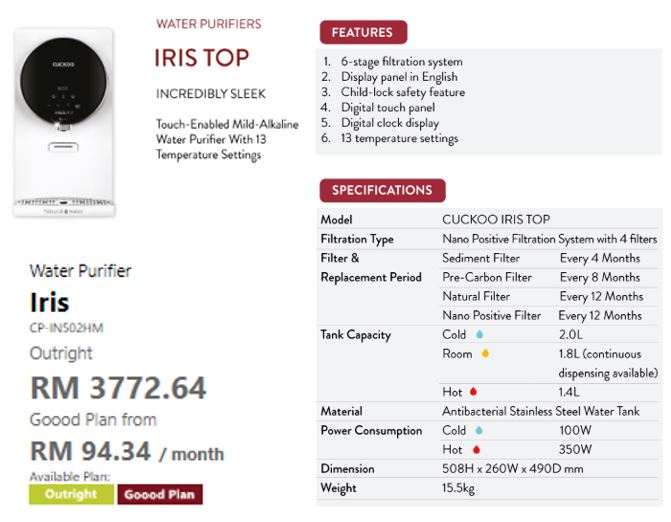 WATER PURIFIERS
IRIS TOP
INCREDIBLY SLEEK
Touch-Enabled Mild-Alkaline
Water Purifier With 13
Temperature Settings
CUCKOO
Natural water
Water Purifier
Iris
CP-INS02HM
Outright
RM 3772.64
Goood Plan from
RM 94.34 / month
Available Plan:
Outright Goood Plan
FEATURES
1. 6-stage filtration system
2. Display panel in English
3. Child-lock safety feature
4. Digital touch panel
5. Digital clock display
6. 13 temperature settings
SPECIFICATIONS
Model CUCKOO IRIS TOP
Filtration Type Nano Positive Filtration System with 4 filters
Filter & Sediment Filter Every 4 Months
Replacement Period Pre-Carbon Filter Every 8 Months
Natural Filter Every 12 Months
Nano Positive Filter Every 12 Months
Tank Capacity Cold 2.0L
Room 1.8L (continuous
dispensing available)
Hot 1.4L
Material Antibacterial Stainless Steel Water Tank
Power Consumption Cold 100W
Hot 350W
Dimension 508H x 260W x 490D mm
Weight 15.5kg